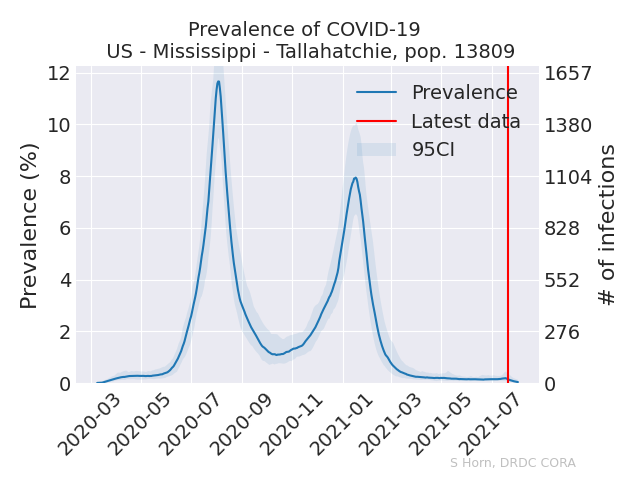 Prevalence of COVID-19
US - Mississippi - Tallahatchie, pop. 13809
Prevalence (%)
12
10
8
6
4
2
0
1657
1380
1104
828
552
276
0
# of infections
Prevalence
Latest data
95CI
2020-03
2020-05
2020-07
2020-09
2020-11
2021-01
2021-03
2021-05
2021-07
S Horn, DRDC CORA